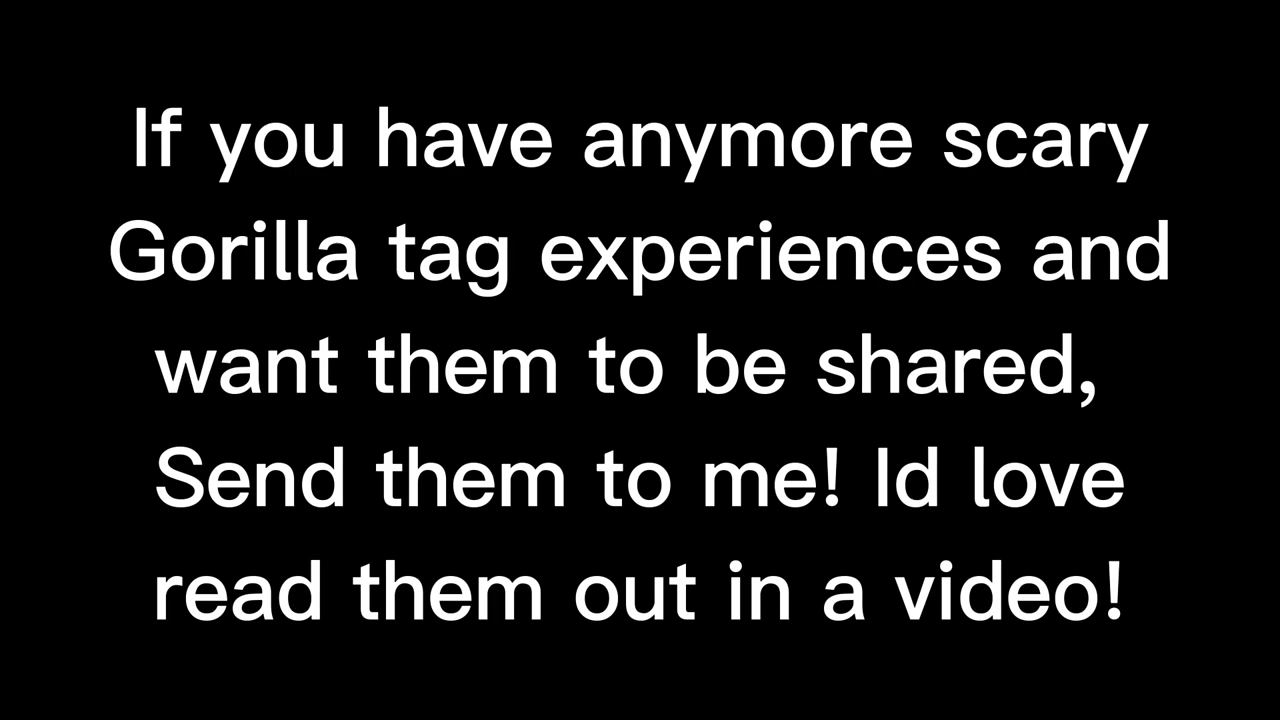 If you have anymore scary
Gorilla tag experiences and
want them to be shared,
Send them to me! Id love
read them out in a video!